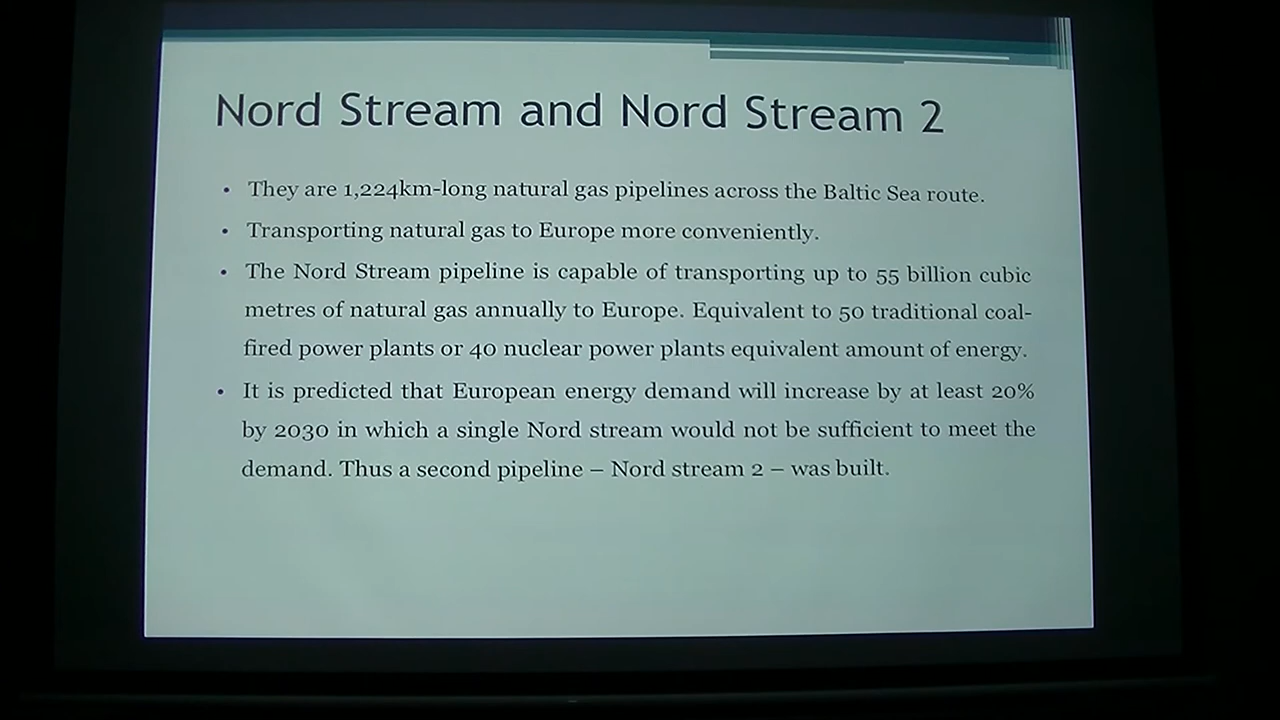 Nord Stream and Nord Stream 2
• They are 1,224km-long natural gas pipelines across the Baltic Sea route.
• Transporting natural gas to Europe more conveniently.
• The Nord Stream pipeline is capable of transporting up to 55 billion cubic
metres of natural gas annually to Europe. Equivalent to 50 traditional coal-
fired power plants or 40 nuclear power plants equivalent amount of energy.
• It is predicted that European energy demand will increase by at least 20%
by 2030 in which a single Nord stream would not be sufficient to meet the
demand. Thus a second pipeline – Nord stream 2 – was built.